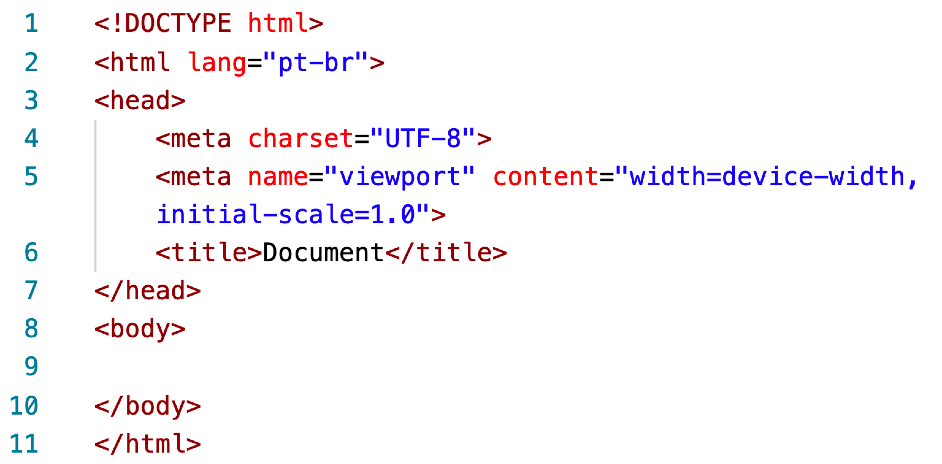 1 <!DOCTYPE html>
2 <html lang="pt-br">
3 <head>
4 <meta charset="UTF-8">
5 <meta name="viewport" content="width=device-width,
initial-scale=1.0">
6 <title>Document</title>
7 </head>
8 <body>
9
10 </body>
11 </html>